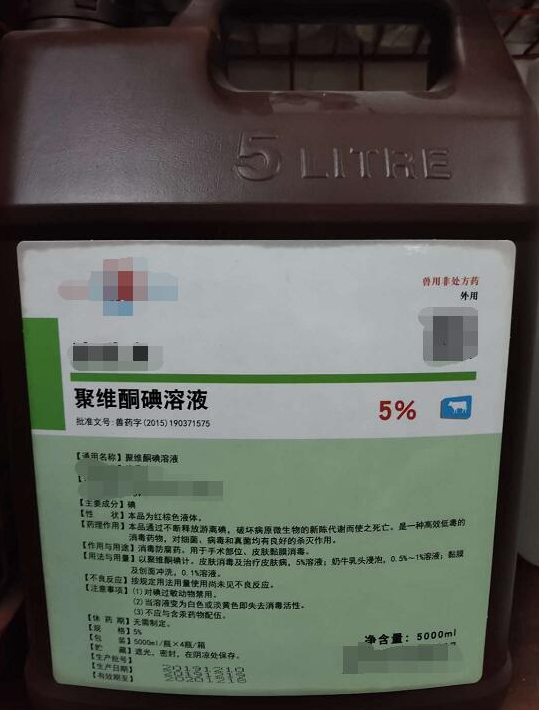 5 LITRE
兽用非处方药
外用
聚维酮碘溶液
5%
批准文号:兽药字(2015)190371575
【通用名称】聚维酮碘溶液
【主要成分】碘
【性 状】本品为红棕色液体。
【药理作用】本品通过不断释放游离碘，破坏病原微生物的新陈代谢而使之死亡。是一种高效低毒的
消毒药物，对细菌、病毒和真菌均有良好的杀灭作用。
【作用与用途】消毒防腐药。用于手术部位、皮肤黏膜消毒。
【用法与用量】以聚维酮碘计。皮肤消毒及治疗皮肤病，5%溶液；奶牛乳头浸泡，0.5%~1%溶液；黏膜
及创面冲洗，0.1%溶液。
【不良反应】按规定用法用量使用尚未见不良反应。
【注意事项】(1)对碘过敏动物禁用。
(2)当溶液变为白色或淡黄色即失去消毒活性。
(3)不应与含汞药物配伍。
【休 药 期】无需制定。
【规 格】5%
【包 装】5000ml/瓶×4瓶/箱
【贮 藏】遮光，密封，在阴凉处保存。
【生产批号】
【生产日期】
【有效期至】
净含量：5000ml